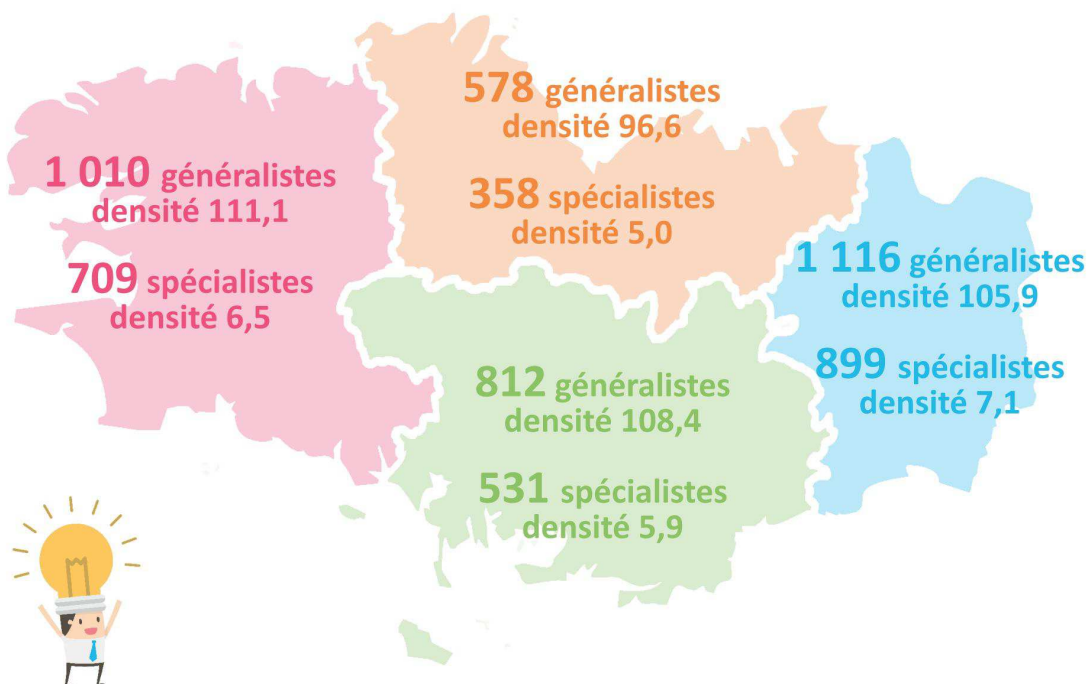 578 généralistes
densité 96,6
358 spécialistes
densité 5,0
1 010 généralistes
densité 111,1
709 spécialistes
densité 6,5
1 116 généralistes
densité 105,9
899 spécialistes
densité 7,1
812 généralistes
densité 108,4
531 spécialistes
densité 5,9